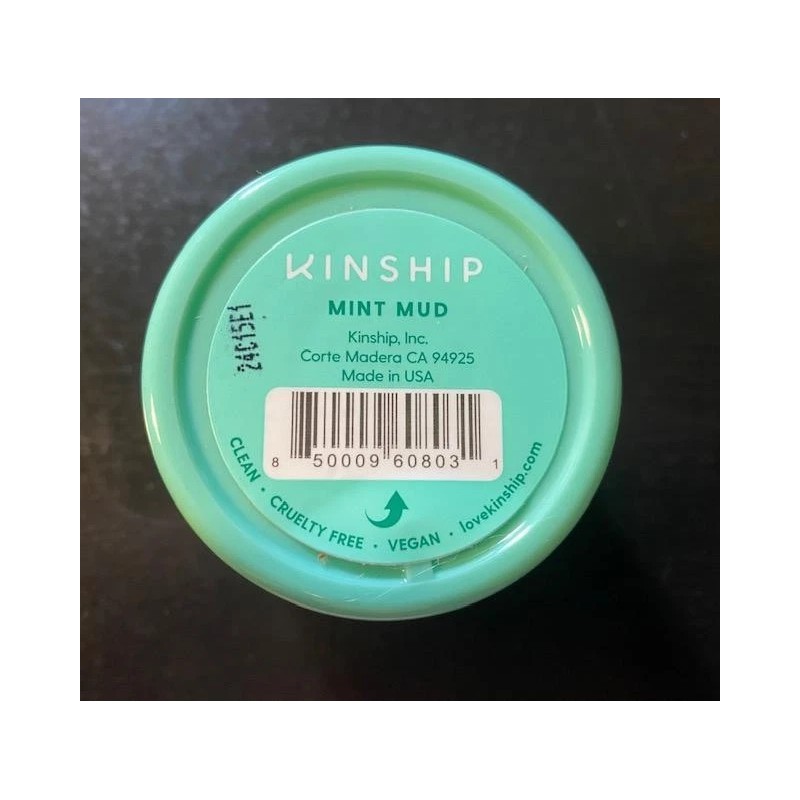 KINSHIP
MINT MUD
Kinship, Inc.
Corte Madera CA 94925
Made in USA
8 50009 60803 1
CLEAN • CRUELTY FREE • VEGAN • lovekinship.com